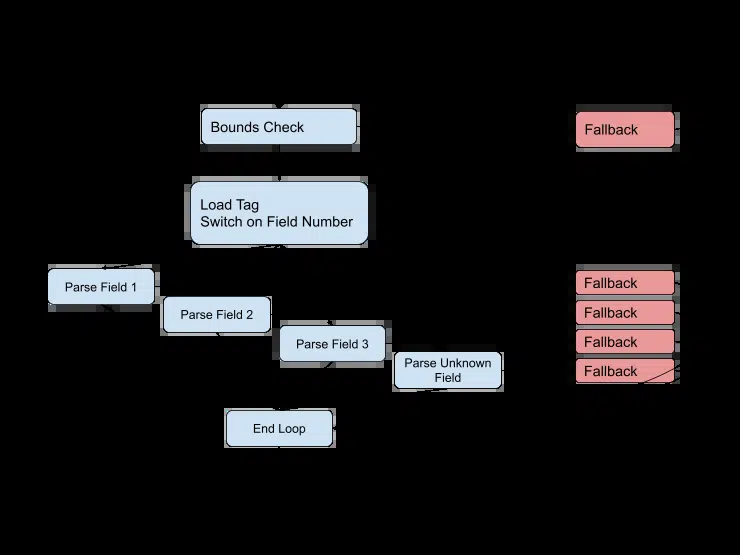 Bounds Check
Fallback
Load Tag
Switch on Field Number
Parse Field 1
Fallback
Parse Field 2
Fallback
Parse Field 3
Fallback
Parse Unknown
Field
Fallback
End Loop